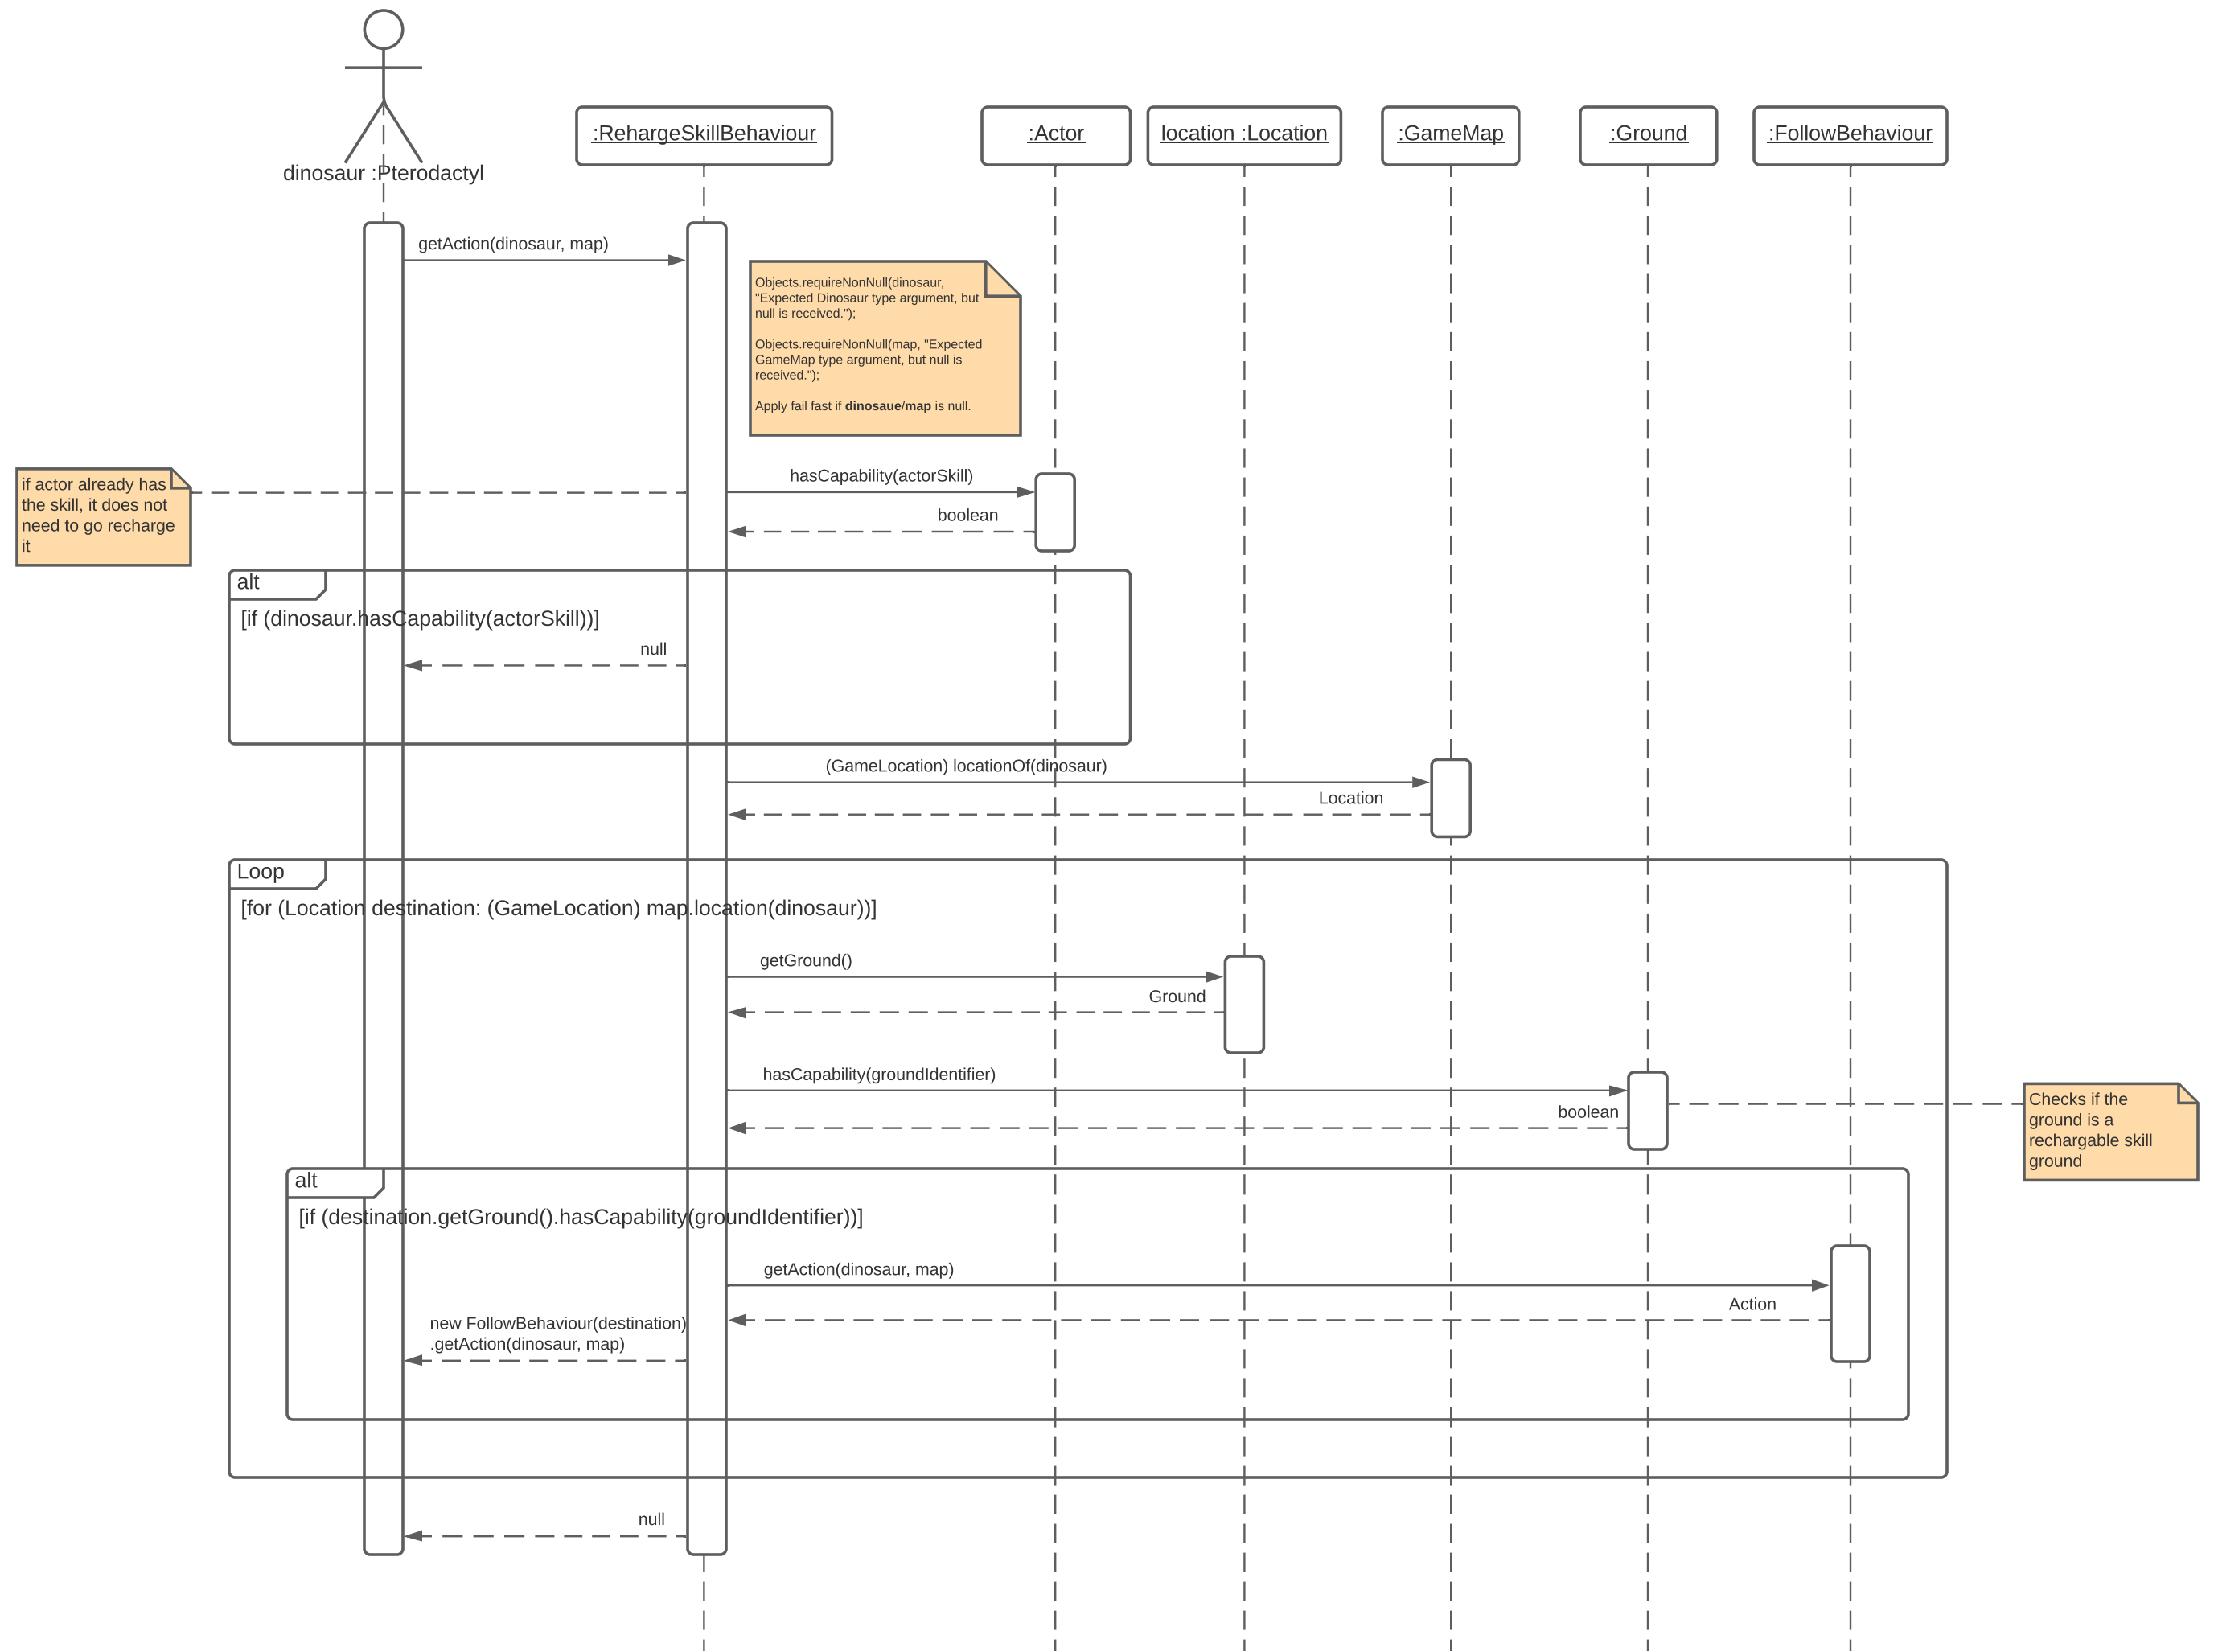 dinosaur :Pterodactyl
:RehargeSkillBehaviour
:Actor
location :Location
:GameMap
:Ground
:FollowBehaviour
getAction(dinosaur, map)
Objects.requireNonNull(dinosaur,
"Expected Dinosaur type argument, but
null is received.");
Objects.requireNonNull(map, "Expected
GameMap type argument, but null is
received.");
Apply fail fast if dinosaue/map is null.
if actor already has
the skill, it does not
need to go recharge
it
hasCapability(actorSkill)
boolean
alt
[if (dinosaur.hasCapability(actorSkill))]
null
(GameLocation) locationOf(dinosaur)
Location
Loop
[for (Location destination: (GameLocation) map.location(dinosaur))]
getGround()
Ground
hasCapability(groundIdentifier)
boolean
Checks if the
ground is a
rechargable skill
ground
alt
[if (destination.getGround().hasCapability(groundIdentifier))]
getAction(dinosaur, map)
Action
new FollowBehaviour(destination)
.getAction(dinosaur, map)
null